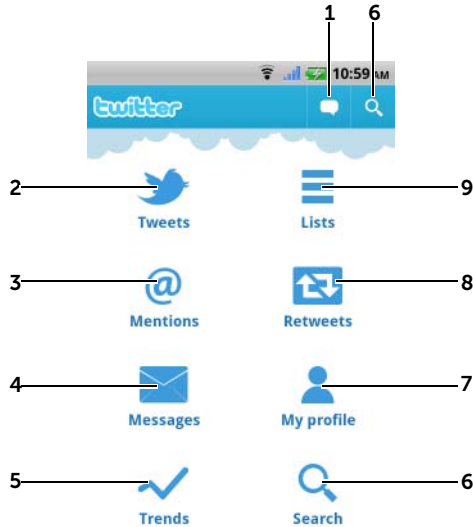 1 6
10:59 AM
twitter
2 9
Tweets Lists
@
3 8
Mentions Retweets
4 7
Messages My profile
5 6
Trends Search